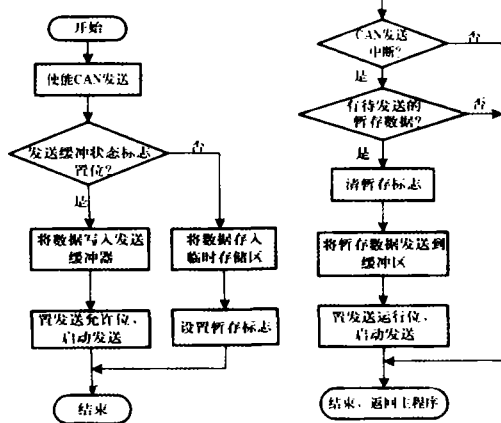 开始
使能CAN发送
发送缓冲状态标志
置位?
否
是
将数据写入发送
缓冲器
将数据存入
临时存储区
置发送允许位、
启动发送
设置暂存标志
结束
CAN发送
中断?
否
是
有待发送的
暂存数据?
否
是
清暂存标志
将暂存数据发送到
缓冲区
置发送运行位、
启动发送
结束、返回主程序